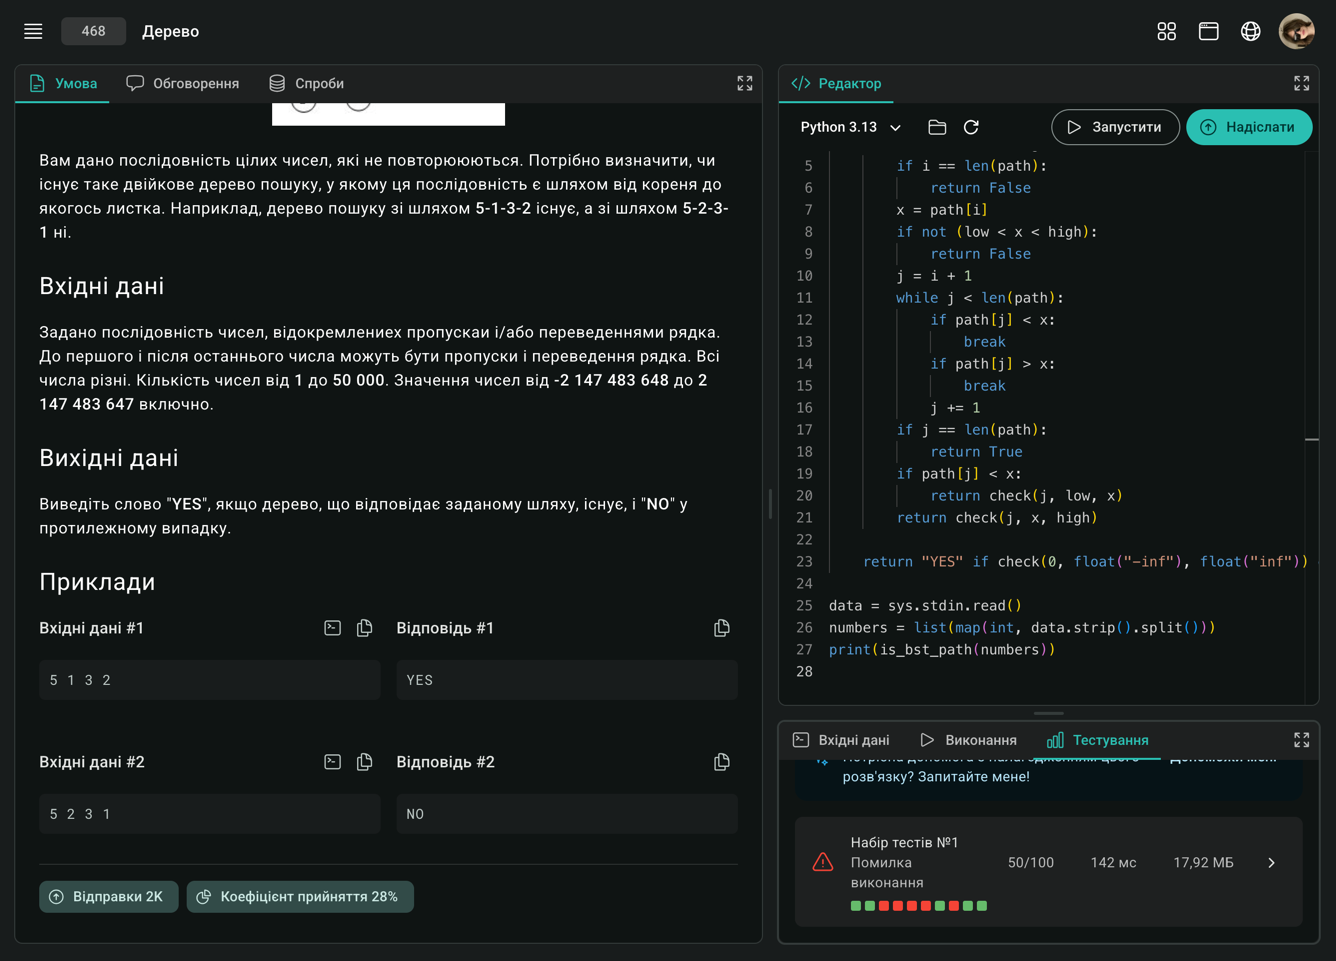 468
Дерево
Умова
Обговорення
Спроби
Вам дано послідовність цілих чисел, які не повторюються. Потрібно визначити, чи
існує таке двійкове дерево пошуку, у якому ця послідовність є шляхом від кореня до
якогось листка. Наприклад, дерево пошуку зі шляхом 5-1-3-2 існує, а зі шляхом 5-2-3-
1 ні.
Вхідні дані
Задано послідовність чисел, відокремлениех пропускаи і/або переведеннями рядка.
До першого і після останнього числа можуть бути пропуски і переведення рядка. Всі
числа різні. Кількість чисел від 1 до 50 000. Значення чисел від -2 147 483 648 до 2
147 483 647 включно.
Вихідні дані
Виведіть слово "YES", якщо дерево, що відповідає заданому шляху, існує, і "NO" у
протилежному випадку.
Приклади
Вхідні дані #1
Відповідь #1
5 1 3 2
YES
Вхідні дані #2
Відповідь #2
5 2 3 1
NO
Відправки 2K
Коефіцієнт прийняття 28%
Редактор
Python 3.13
Запустити
Надіслати
5 if i == len(path):
6 return False
7 x = path[i]
8 if not (low < x < high):
9 return False
10 j = i + 1
11 while j < len(path):
12 if path[j] < x:
13 break
14 if path[j] > x:
15 break
16 j += 1
17 if j == len(path):
18 return True
19 if path[j] < x:
20 return check(j, low, x)
21 return check(j, x, high)
22
23 return "YES" if check(0, float("-inf"), float("inf"))
24
25 data = sys.stdin.read()
26 numbers = list(map(int, data.strip().split()))
27 print(is_bst_path(numbers))
28
Вхідні дані
Виконання
Тестування
розв'язку? Запитайте мене!
Набір тестів №1
Помилка
виконання
50/100
142 мс
17,92 МБ